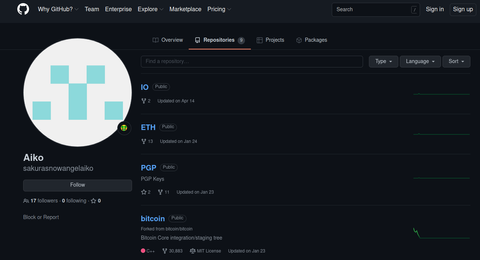 Why GitHub? Team Enterprise Explore Marketplace Pricing Search / Sign in Sign up
Overview Repositories 9 Projects Packages
Find a repository... Type Language Sort
IO Public
2 Updated on Apr 14
ETH Public
13 Updated on Jan 24
PGP Public
PGP Keys
2 11 Updated on Jan 23
bitcoin Public
Forked from bitcoin/bitcoin
Bitcoin Core integration/staging tree
C++ 30,983 MIT License Updated on Jan 23
Aiko
sakurasnowangelaiko
Follow
17 followers · 0 following · 0
Block or Report